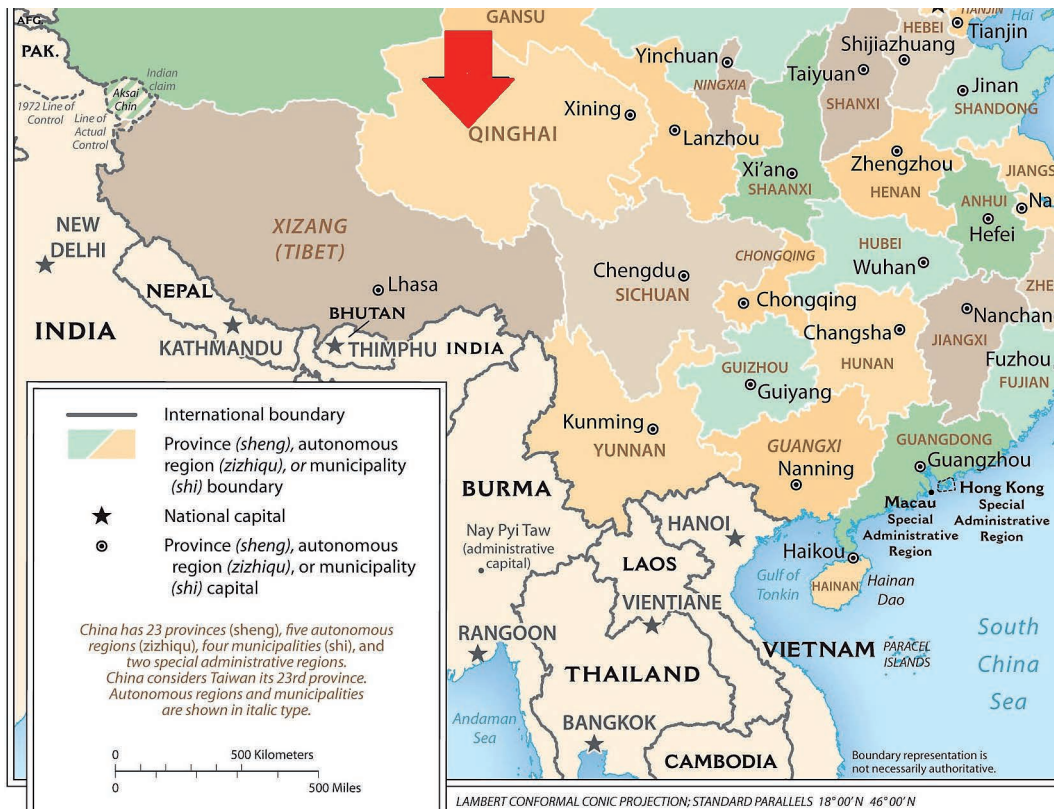 AFG.
PAK.
GANSU
HEBEI
TIANJIN
Tianjin
Hai
Indian
claim
Aksai
Chin
1972 Line of
Control
Line of
Actual
Control
Yinchuan
NINGXIA
Shijiazhuang
Taiyuan
SHANXI
Jinan
SHANDONG
Xining
QINGHAI
Lanzhou
Xi'an
SHAANXI
Zhengzhou
HENAN
JIANGS
ANHUI
Na
Hefei
NEW
DELHI
XIZANG
(TIBET)
Lhasa
Chengdu
SICHUAN
CHONGQING
Chongqing
HUBEI
Wuhan
ZHE
Nanchan
JIANGXI
Changsha
HUNAN
Fuzhou
FUJIAN
NEPAL
KATHMANDU
INDIA
BHUTAN
THIMPHU
INDIA
GUIZHOU
Guiyang
Kunming
YUNNAN
GUANGXI
Nanning
GUANGDONG
Guangzhou
Macau
Special
Administrative
Region
Hong Kong
Special
Administrative
Region
BURMA
Nay Pyi Taw
(administrative
capital)
HANOI
LAOS
Haikou
HAINAN
Hainan
Dao
Gulf of
Tonkin
VIENTIANE
RANGOON
THAILAND
VIETNAM
PARACEL
ISLANDS
South
China
Sea
Andaman
Sea
BANGKOK
CAMBODIA
Boundary representation is
not necessarily authoritative.
International boundary
Province (sheng), autonomous
region (zizhiqu), or municipality
(shi) boundary
National capital
Province (sheng), autonomous
region (zizhiqu), or municipality
(shi) capital
China has 23 provinces (sheng), five autonomous
regions (zizhiqu), four municipalities (shi), and
two special administrative regions.
China considers Taiwan its 23rd province.
Autonomous regions and municipalities
are shown in italic type.
0 500 Kilometers
0 500 Miles
LAMBERT CONFORMAL CONIC PROJECTION; STANDARD PARALLELS 18°00'N 46°00'N